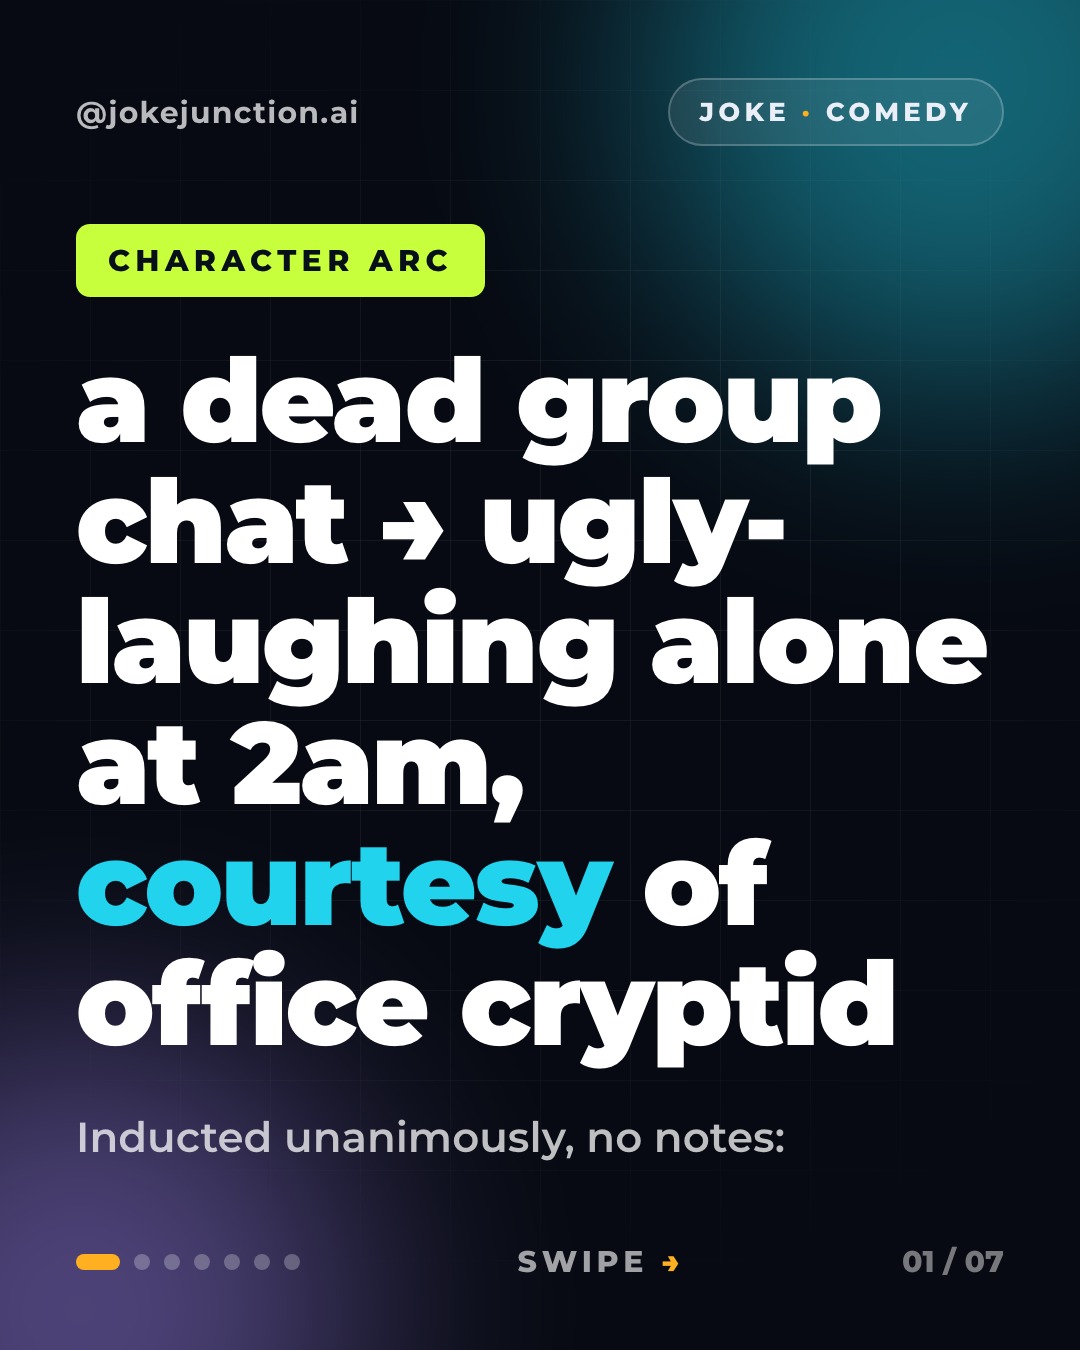 @jokejunction.ai
JOKE · COMEDY
CHARACTER ARC
a dead group
chat → ugly-
laughing alone
at 2am,
courtesy of
office cryptid
Inducted unanimously, no notes:
SWIPE →
01 / 07